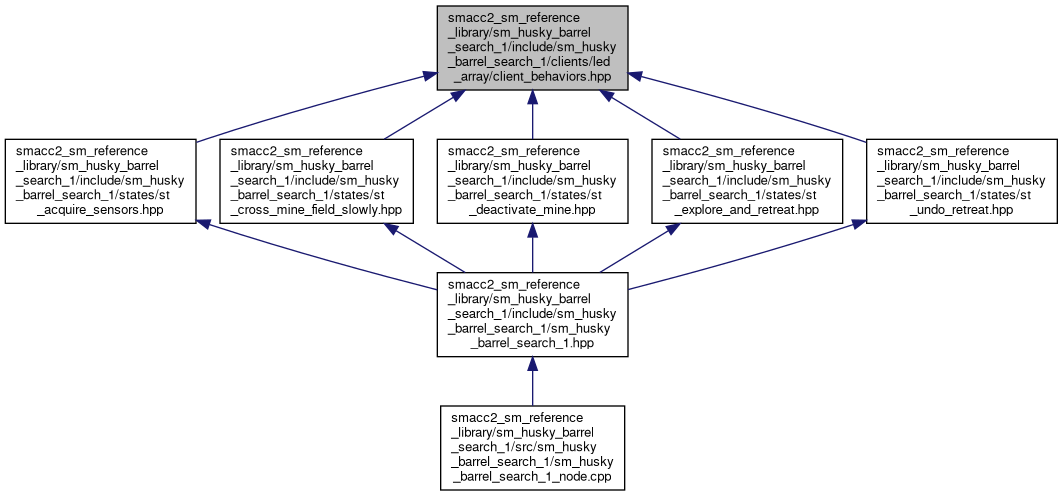 smacc2_sm_reference
_library/sm_husky_barrel
_search_1/include/sm_husky
_barrel_search_1/clients/led
_array/client_behaviors.hpp
smacc2_sm_reference
_library/sm_husky_barrel
_search_1/include/sm_husky
_barrel_search_1/states/st
_acquire_sensors.hpp
smacc2_sm_reference
_library/sm_husky_barrel
_search_1/include/sm_husky
_barrel_search_1/states/st
_cross_mine_field_slowly.hpp
smacc2_sm_reference
_library/sm_husky_barrel
_search_1/include/sm_husky
_barrel_search_1/states/st
_deactivate_mine.hpp
smacc2_sm_reference
_library/sm_husky_barrel
_search_1/include/sm_husky
_barrel_search_1/states/st
_explore_and_retreat.hpp
smacc2_sm_reference
_library/sm_husky_barrel
_search_1/include/sm_husky
_barrel_search_1/states/st
_undo_retreat.hpp
smacc2_sm_reference
_library/sm_husky_barrel
_search_1/include/sm_husky
_barrel_search_1/sm_husky
_barrel_search_1.hpp
smacc2_sm_reference
_library/sm_husky_barrel
_search_1/src/sm_husky
_barrel_search_1/sm_husky
_barrel_search_1_node.cpp